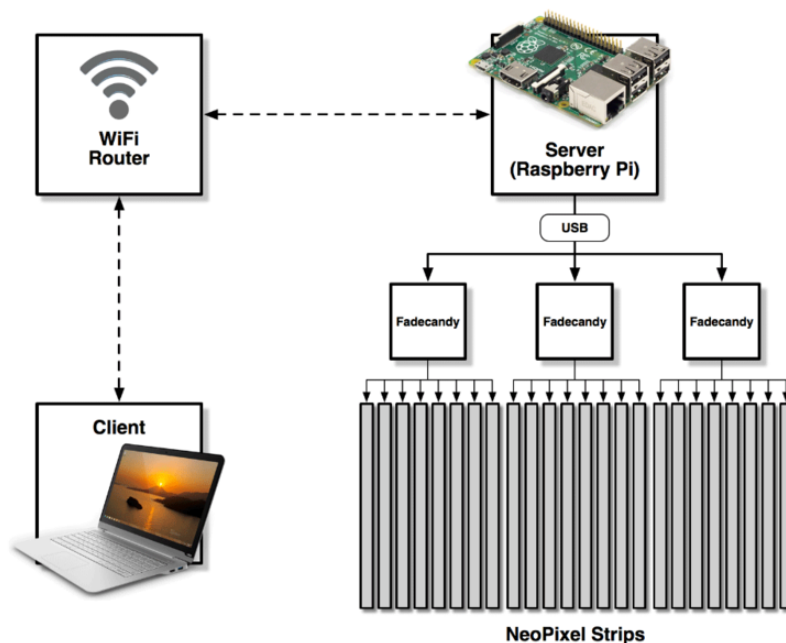 WiFi
Router
Server
(Raspberry Pi)
USB
Fadecandy
Fadecandy
Fadecandy
Client
NeoPixel Strips